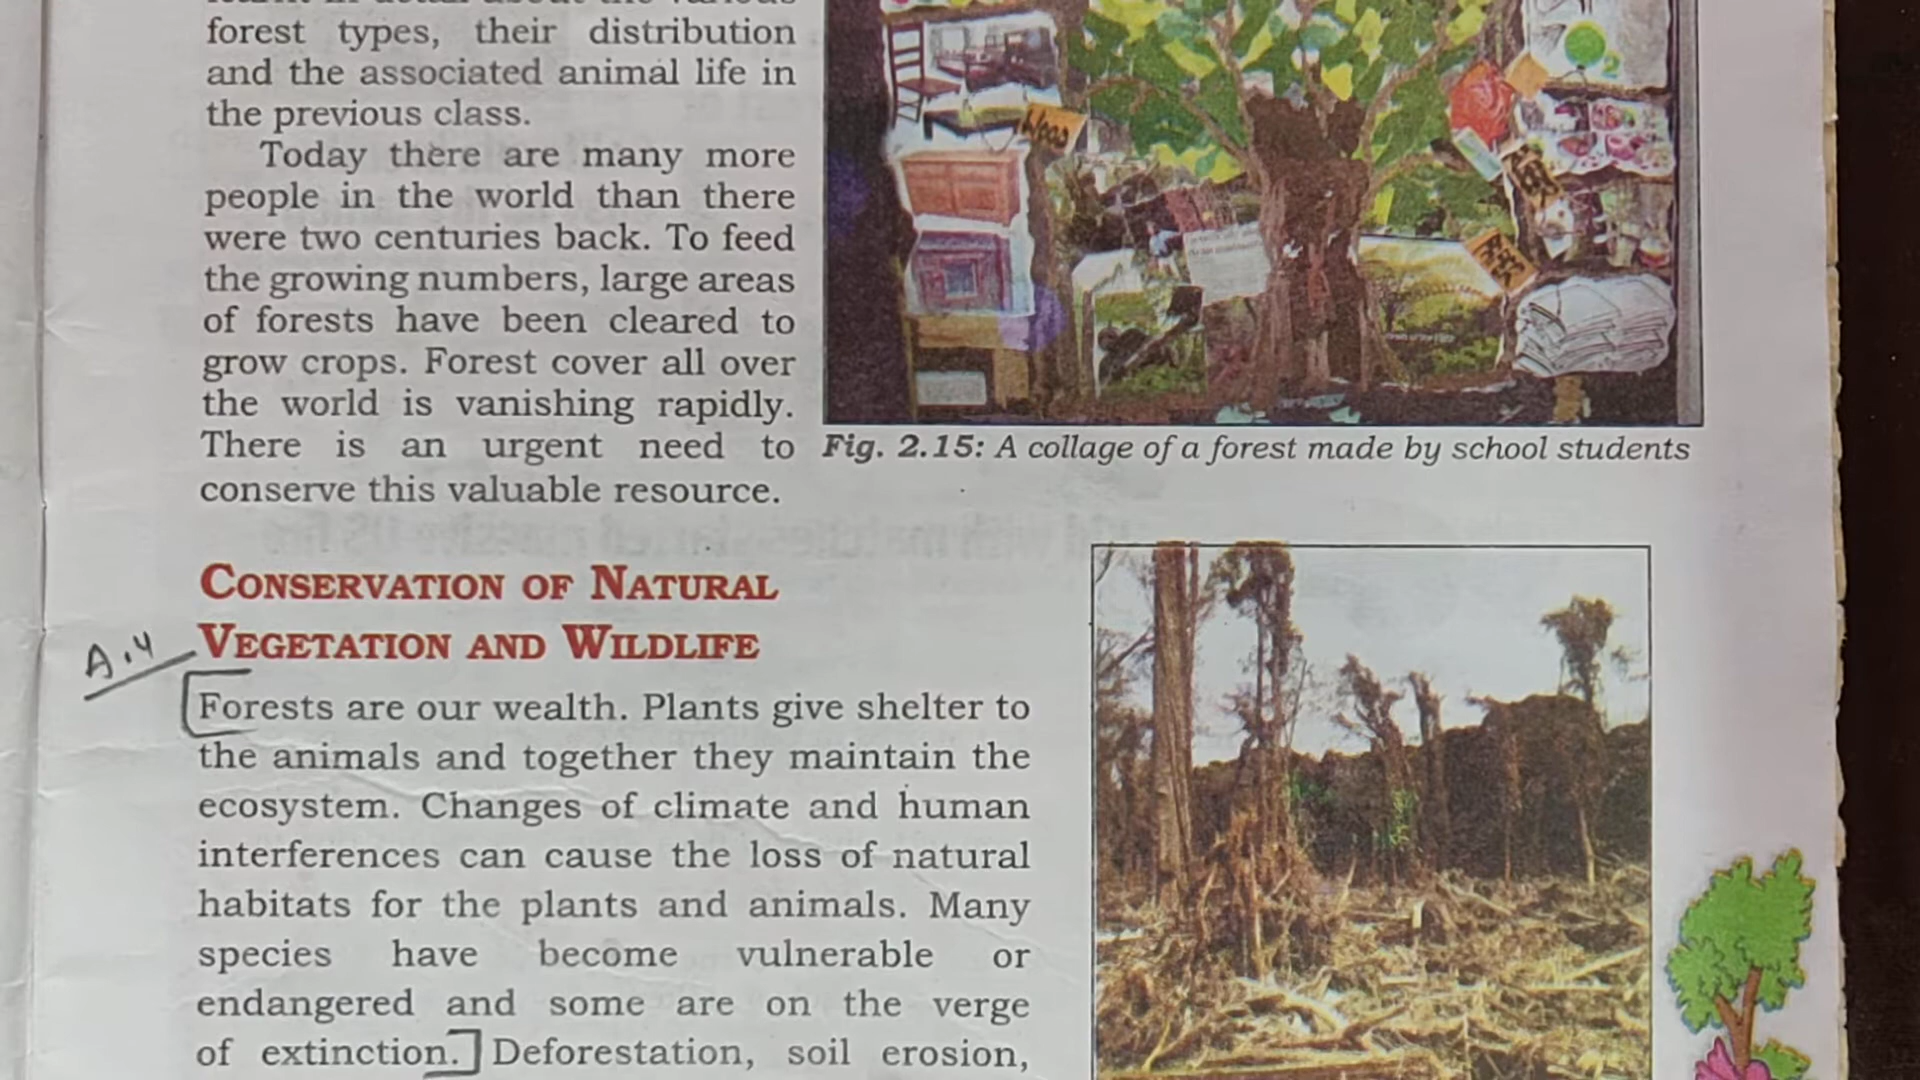 forest types, their distribution
and the associated animal life in
the previous class.
Today there are many more
people in the world than there
were two centuries back. To feed
the growing numbers, large areas
of forests have been cleared to
grow crops. Forest cover all over
the world is vanishing rapidly.
There is an urgent need to
conserve this valuable resource.
Wood
Fig. 2.15: A collage of a forest made by school students
CONSERVATION OF NATURAL
VEGETATION AND WILDLIFE
A.4
Forests are our wealth. Plants give shelter to
the animals and together they maintain the
ecosystem. Changes of climate and human
interferences can cause the loss of natural
habitats for the plants and animals. Many
species have become vulnerable or
endangered and some are on the verge
of extinction. Deforestation, soil erosion,